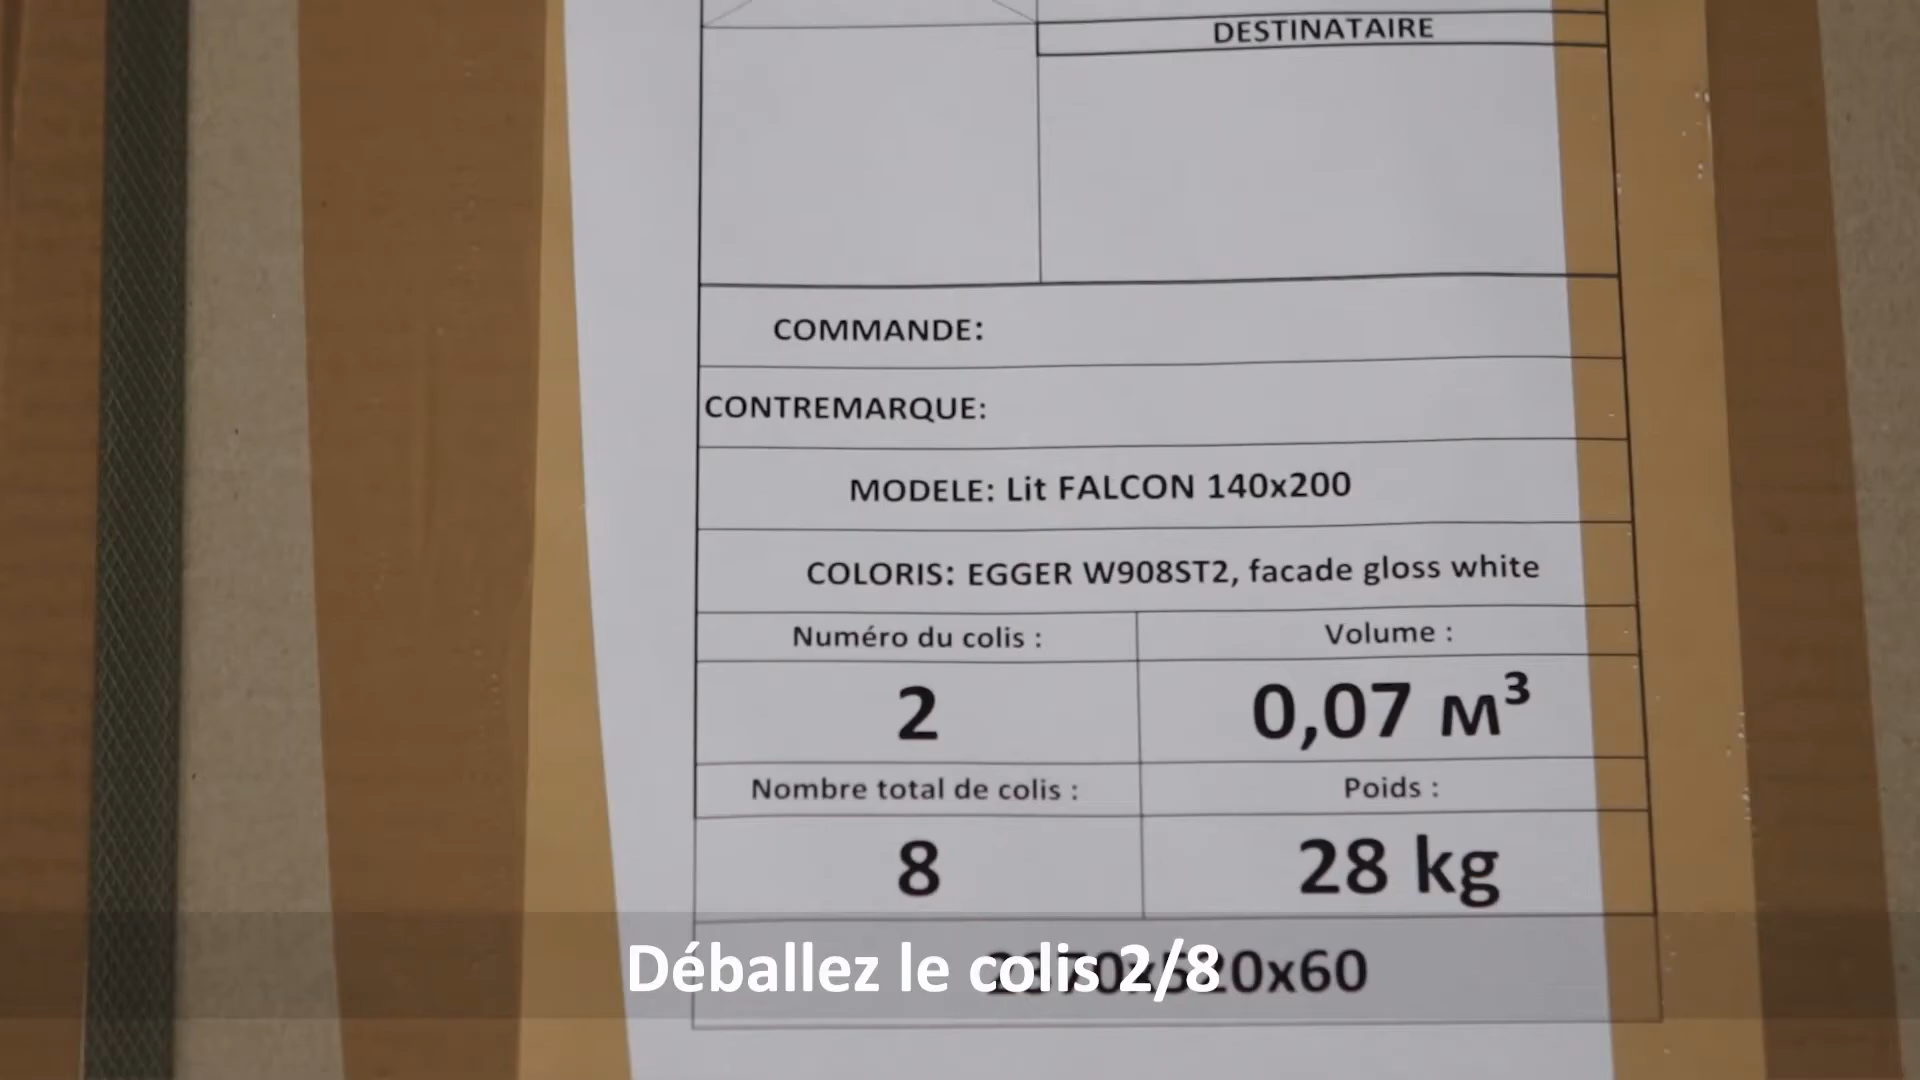 DESTINATAIRE
COMMANDE:
CONTREMARQUE:
MODELE: Lit FALCON 140x200
COLORIS: EGGER W908ST2, facade gloss white
Numéro du colis :
Volume :
2
0,07 м³
Nombre total de colis :
Poids :
8
28 kg
Déballez le colis 2/8